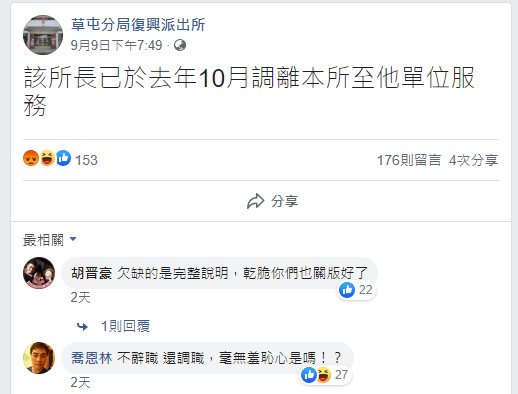 草屯分局復興派出所
9月9日下午7:49 ·
該所長已於去年10月調離本所至他單位服
務
153
176則留言 4次分享
分享
最相關
胡晉豪 欠缺的是完整說明，乾脆你們也關版好了
22
2天
1則回覆
喬恩林 不辭職 還調職，毫無羞恥心是嗎！？
27
2天